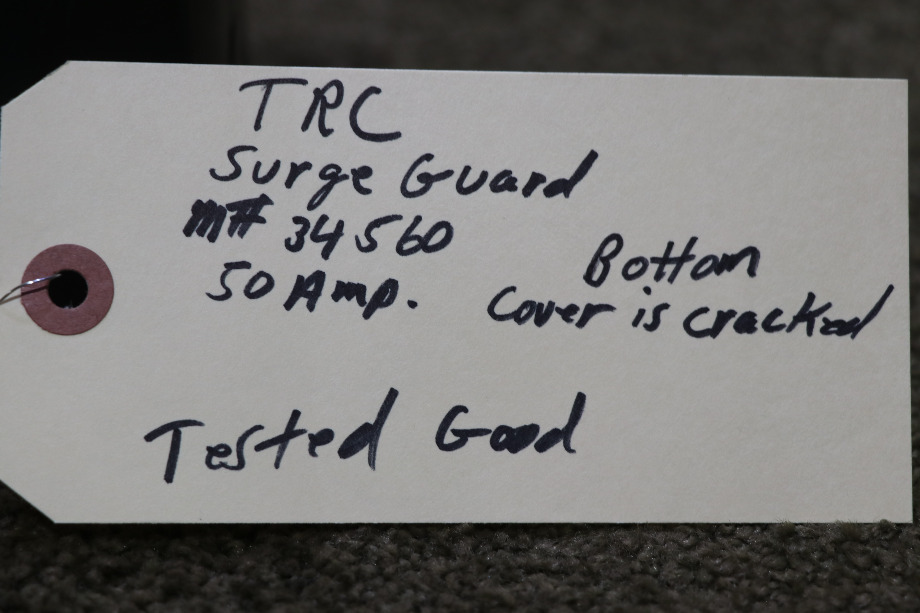 TRC
Surge Guard
M# 34560
50 Amp.
Bottom
Cover is cracked
Tested Good